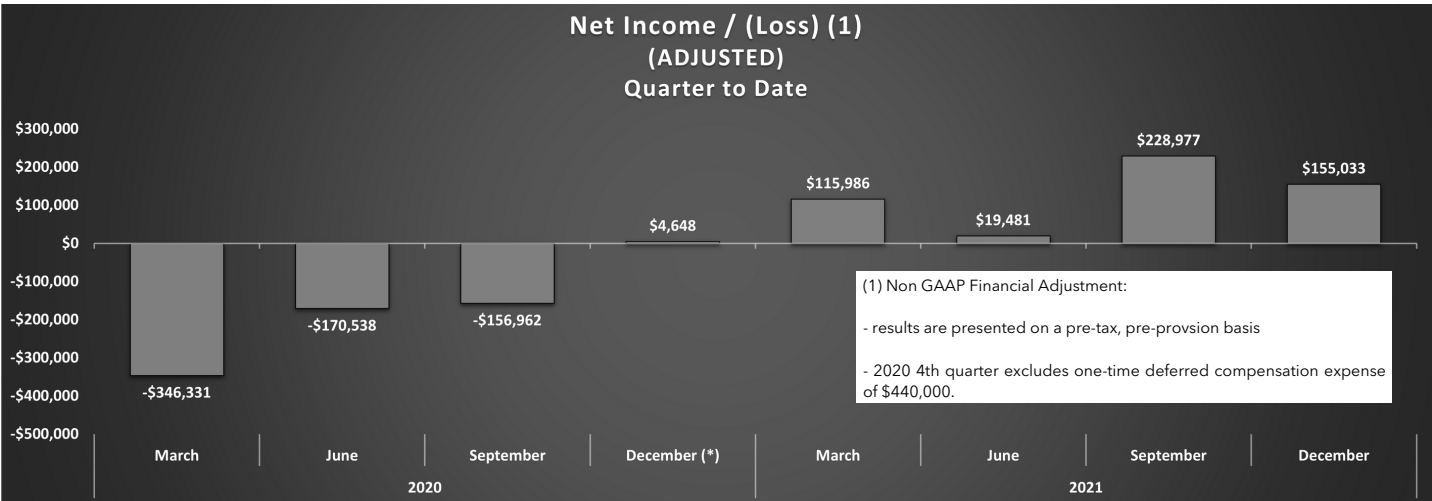 Net Income / (Loss) (1)
(ADJUSTED)
Quarter to Date
$300,000
$200,000
$100,000
$0
-$100,000
-$200,000
-$300,000
-$400,000
-$500,000
-$346,331
-$170,538
-$156,962
$4,648
$115,986
$19,481
$228,977
$155,033
(1) Non GAAP Financial Adjustment:
- results are presented on a pre-tax, pre-provsion basis
- 2020 4th quarter excludes one-time deferred compensation expense
of $440,000.
March June September December (*) March June September December
2020 2021